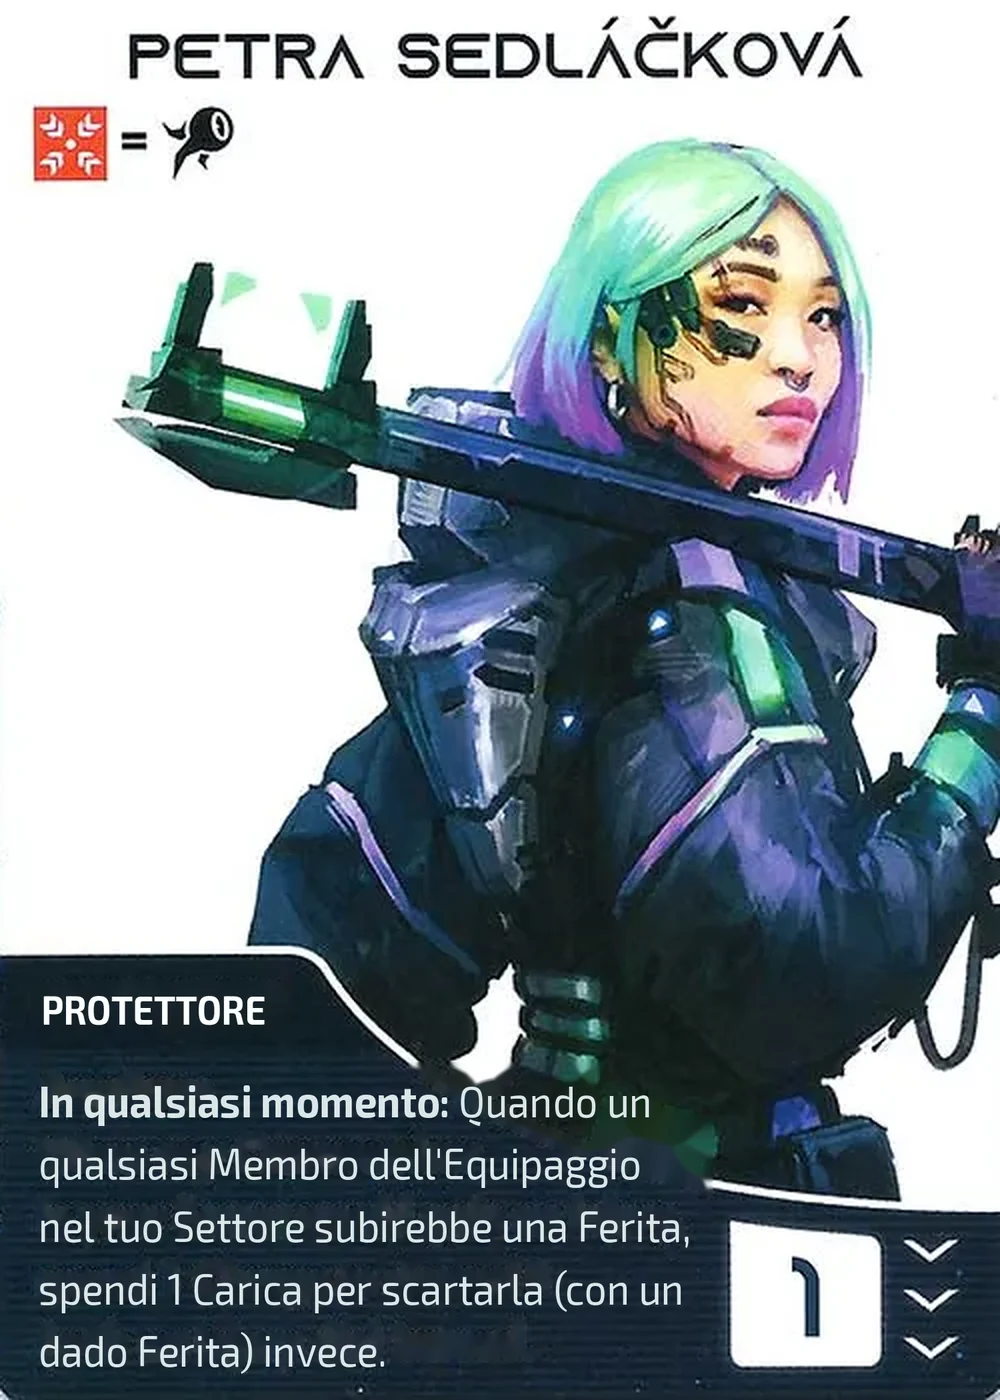 PETRA SEDLÁČKOVÁ
=
PROTETTORE
In qualsiasi momento: Quando un
qualsiasi Membro dell'Equipaggio
nel tuo Settore subirebbe una Ferita,
spendi 1 Carica per scartarla (con un
dado Ferita) invece.
1